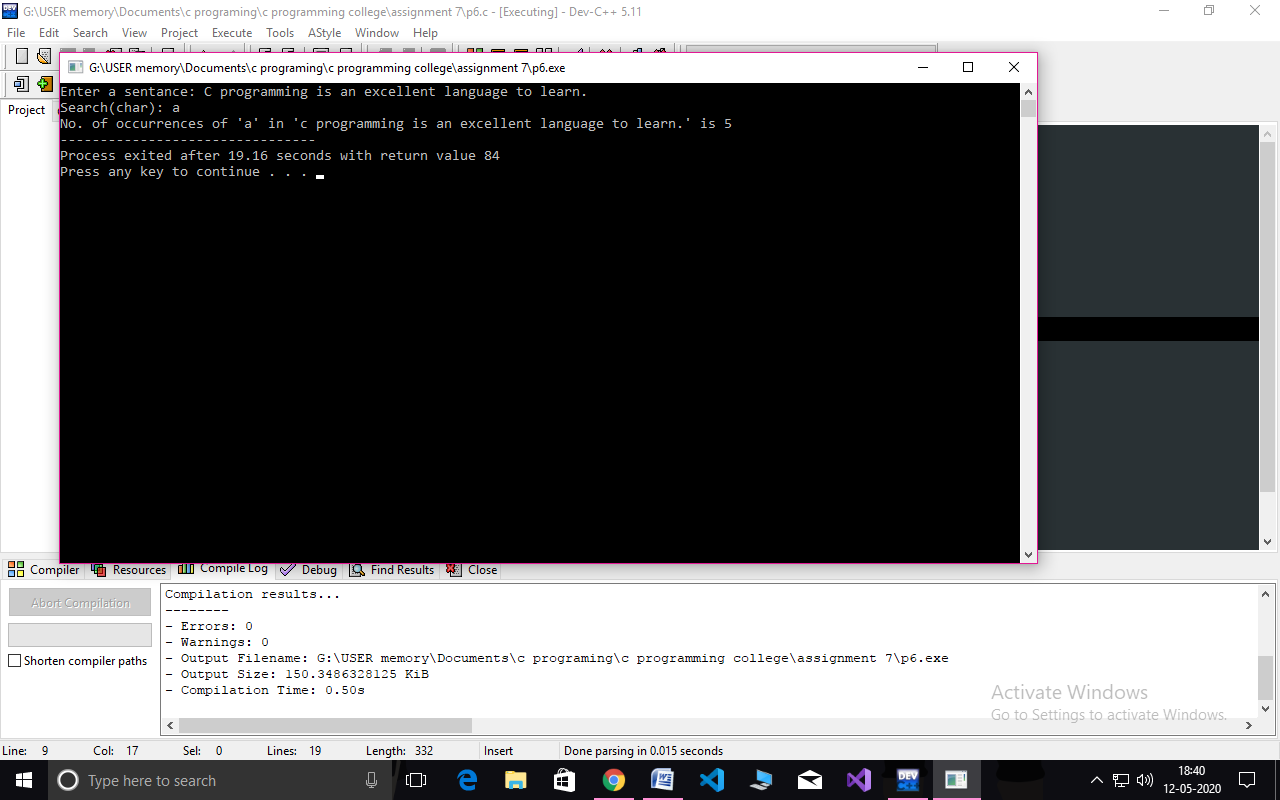 G:\USER memory\Documents\c programing\c programming college\assignment 7\p6.c - [Executing] - Dev-C++ 5.11
File Edit Search View Project Execute Tools AStyle Window Help
G:\USER memory\Documents\c programing\c programming college\assignment 7\p6.exe
Project
Enter a sentance: C programming is an excellent language to learn.
Search(char): a
No. of occurrences of 'a' in 'c programming is an excellent language to learn.' is 5
--------------------------------
Process exited after 19.16 seconds with return value 84
Press any key to continue . . .
Compiler Resources Compile Log Debug Find Results Close
Abort Compilation
Shorten compiler paths
Compilation results...
--------
- Errors: 0
- Warnings: 0
- Output Filename: G:\USER memory\Documents\c programing\c programming college\assignment 7\p6.exe
- Output Size: 150.3486328125 KiB
- Compilation Time: 0.50s
Activate Windows
Go to Settings to activate Windows.
Line: 9 Col: 17 Sel: 0 Lines: 19 Length: 332 Insert Done parsing in 0.015 seconds
Type here to search
DEV
18:40
12-05-2020